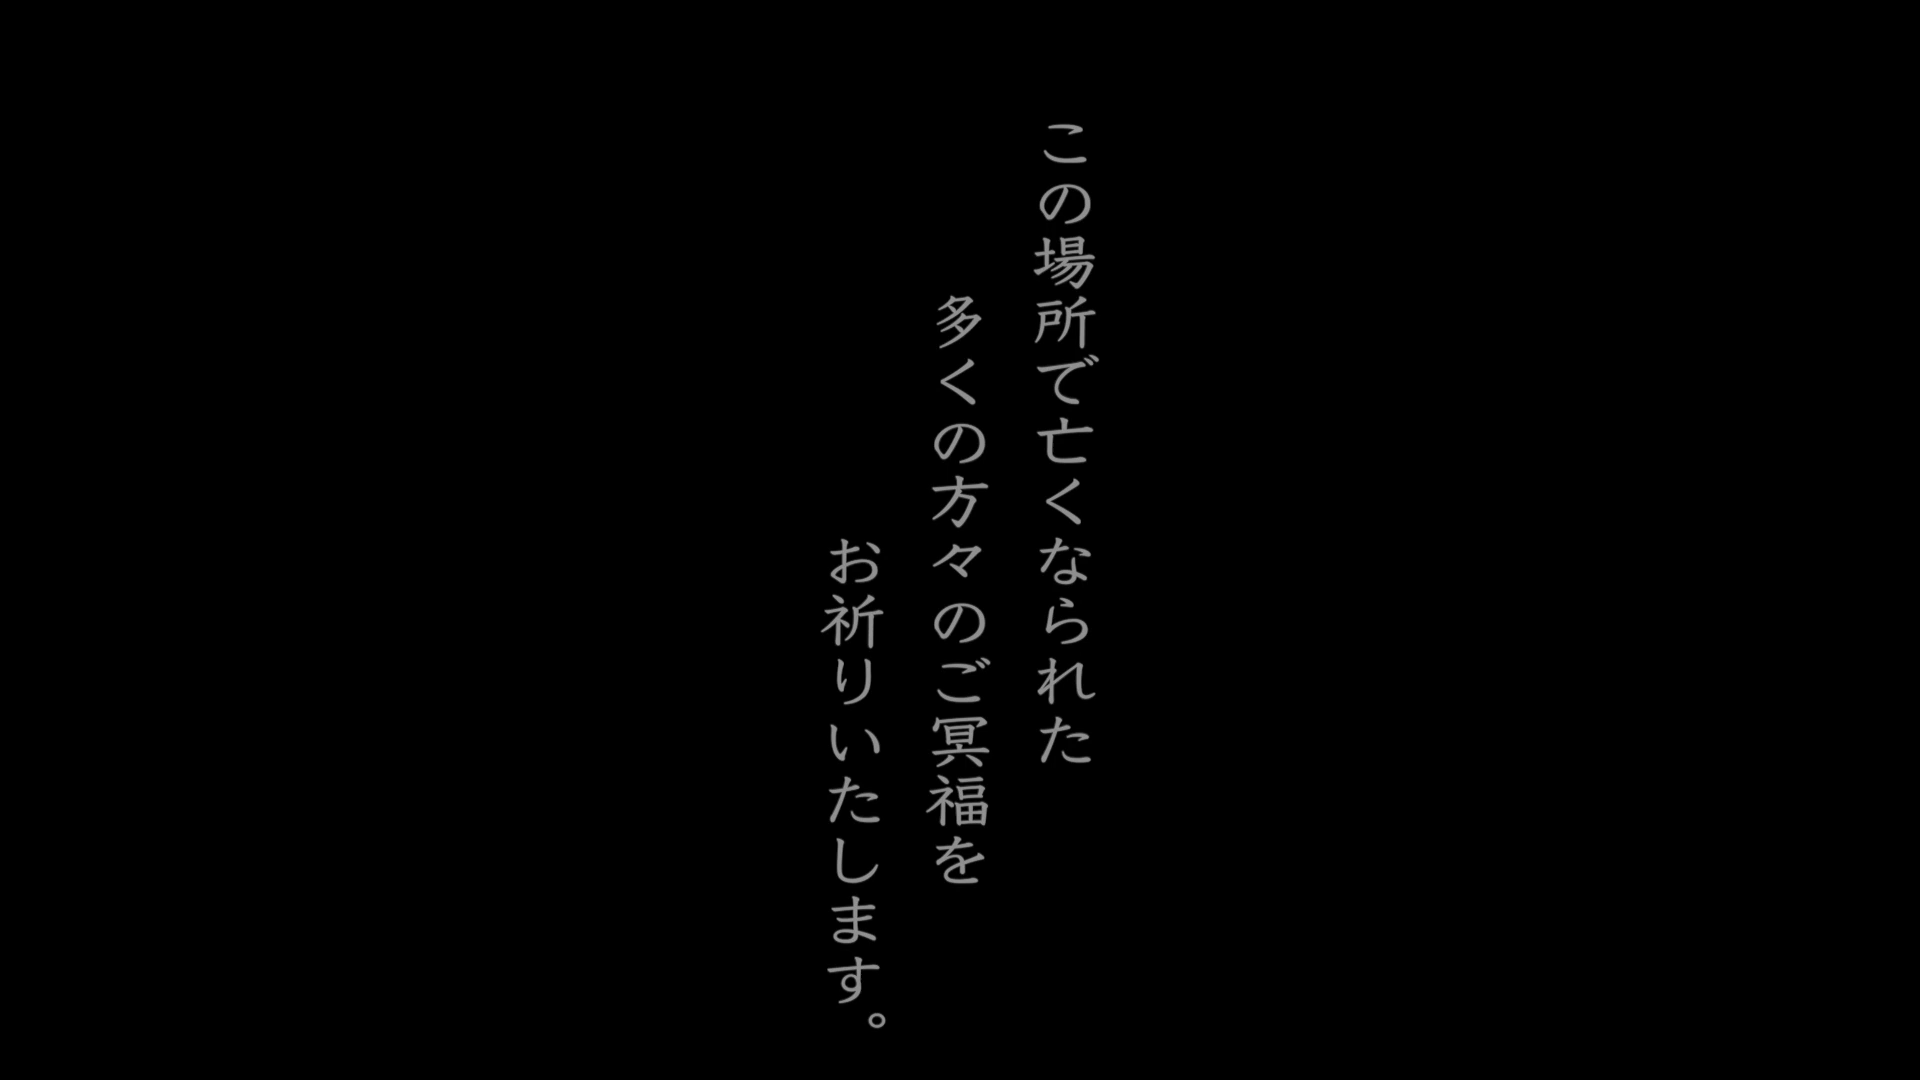 この場所で亡くなられた
多くの方々のご冥福を
お祈りいたします。